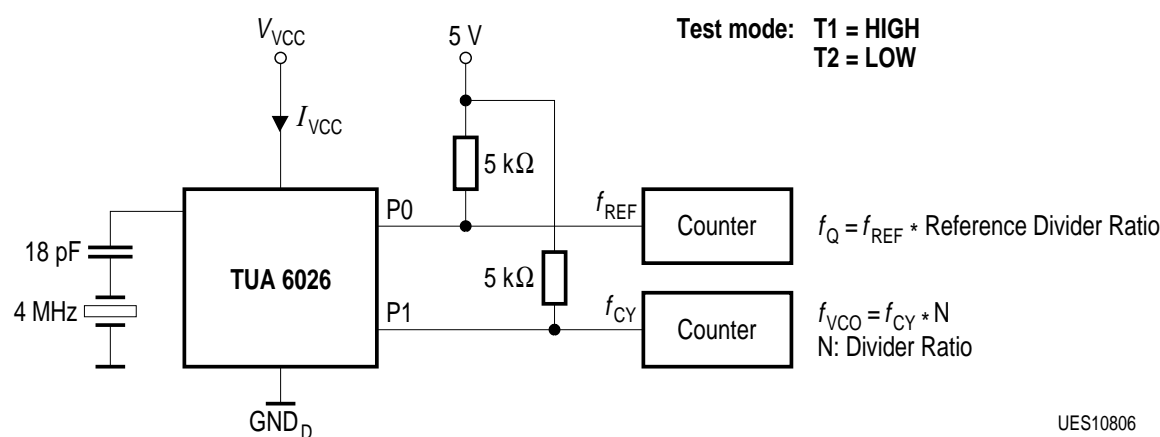 V_VCC
5 V
Test mode: T1 = HIGH
T2 = LOW
I_VCC
5 kΩ
P0
f_REF
Counter
f_Q = f_REF * Reference Divider Ratio
18 pF
TUA 6026
5 kΩ
4 MHz
P1
f_CY
Counter
f_VCO = f_CY * N
N: Divider Ratio
GND_D
UES10806